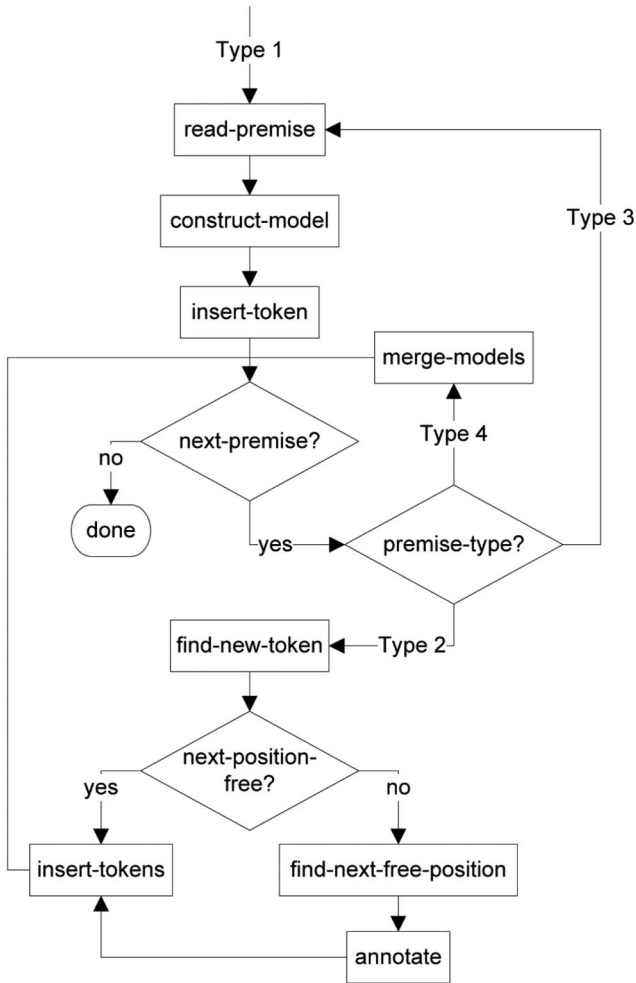 Type 1
read-premise
Type 3
construct-model
insert-token
merge-models
next-premise?
Type 4
no
done
yes
premise-type?
find-new-token
Type 2
next-position-
free?
yes
no
insert-tokens
find-next-free-position
annotate